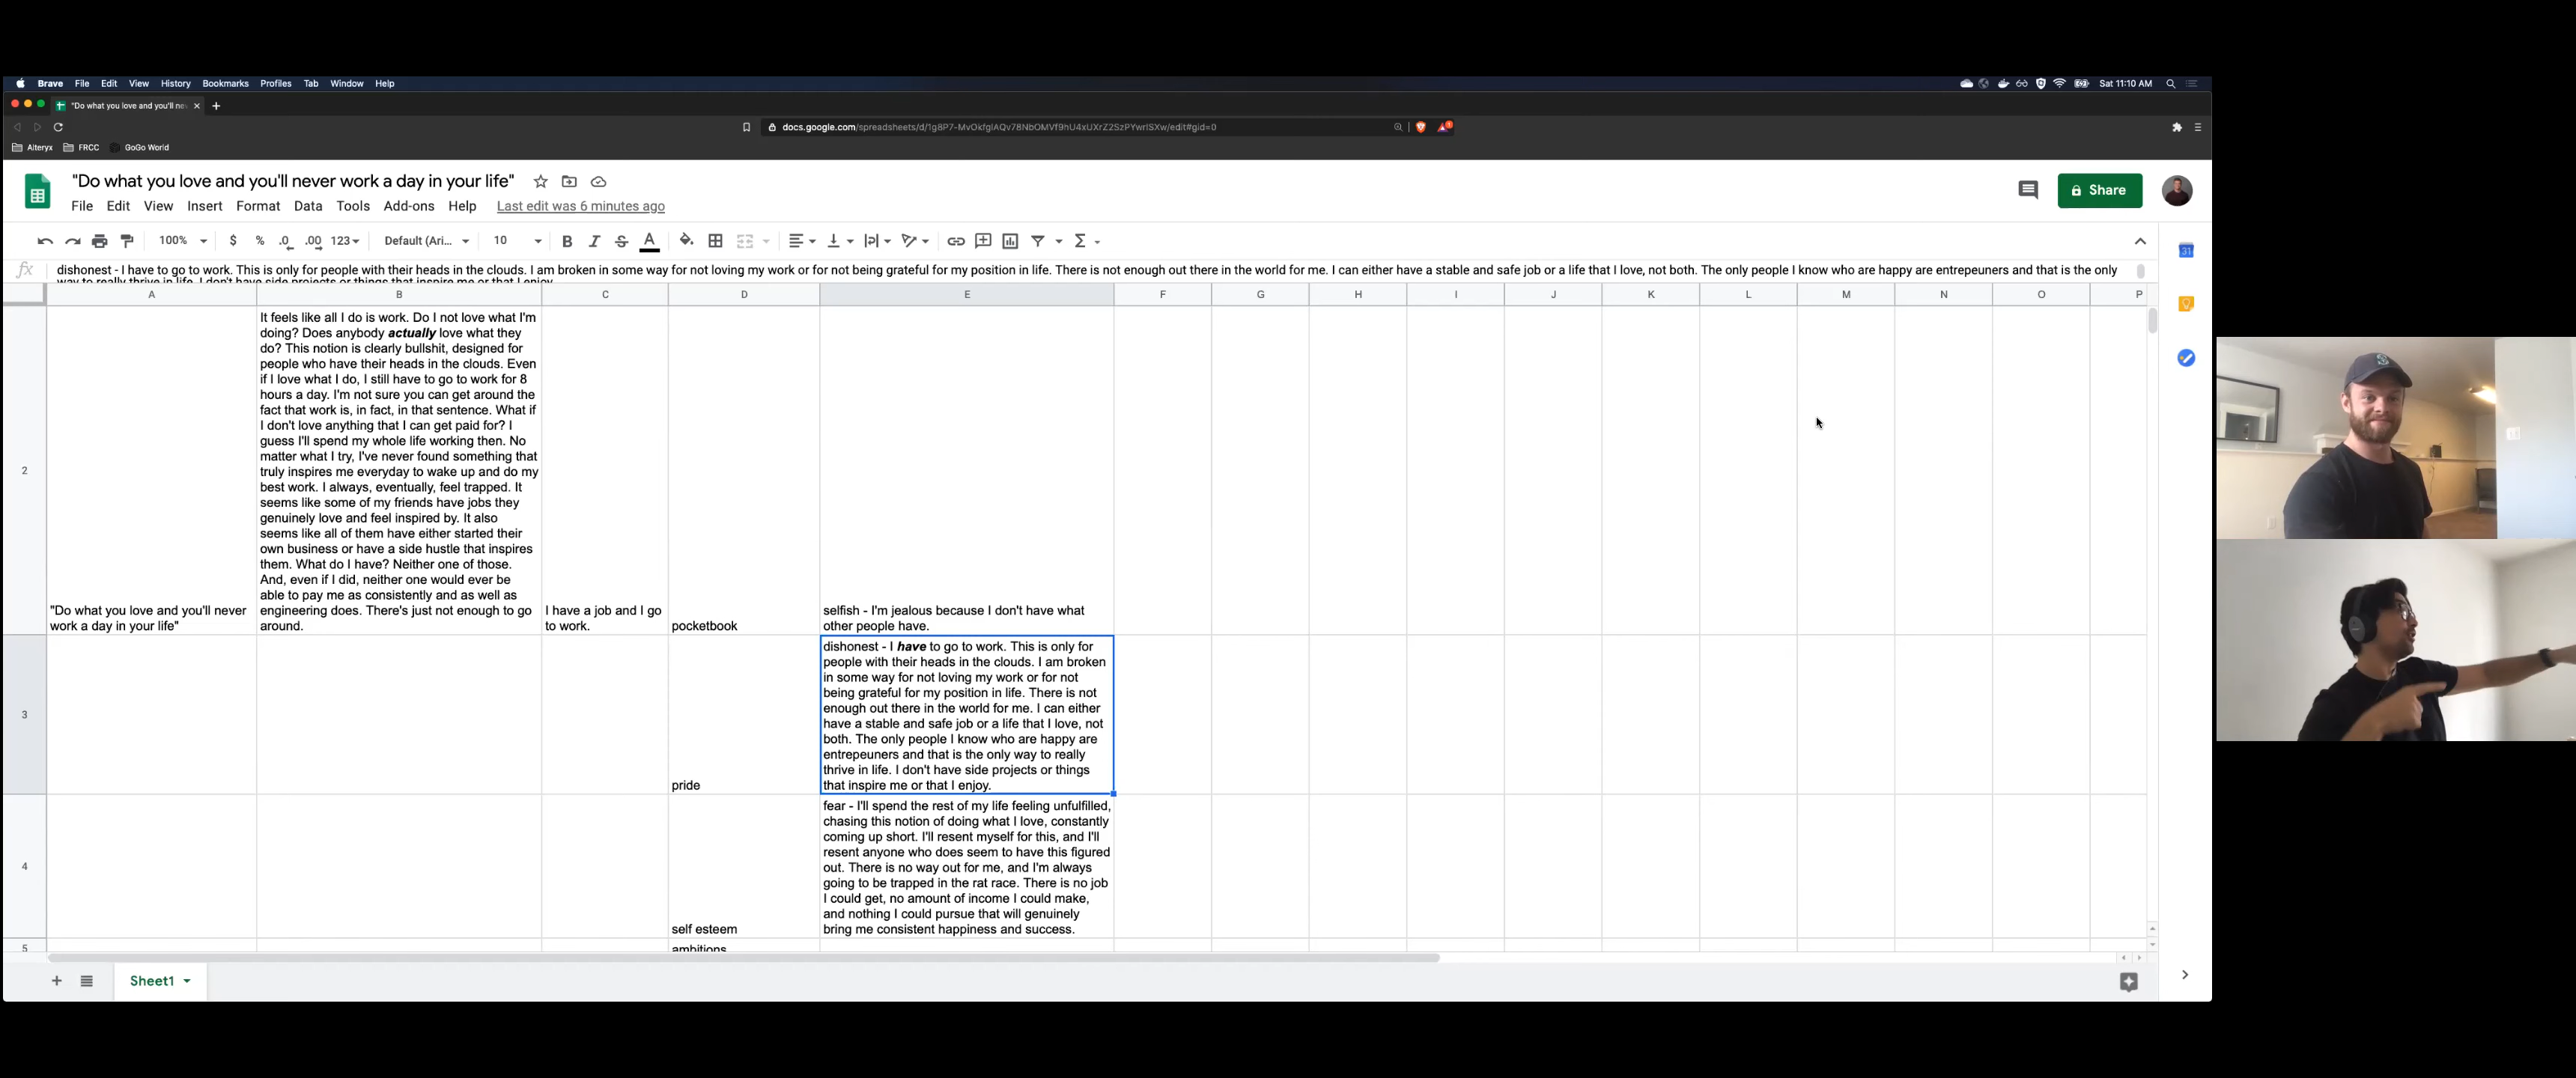 Brave File Edit View History Bookmarks Profiles Tab Window Help
Sat 11:10 AM
"Do what you love and you'll nev
docs.google.com/spreadsheets/d/
/edit#gid=0
Alteryx FRCC GoGo World
"Do what you love and you'll never work a day in your life"
Share
File Edit View Insert Format Data Tools Add-ons Help Last edit was 6 minutes ago
100% $ % .0 .00 123 Default (Ari... 10 B I S A
fx
dishonest - I have to go to work. This is only for people with their heads in the clouds. I am broken in some way for not loving my work or for not being grateful for my position in life. There is not enough out there in the world for me. I can either have a stable and safe job or a life that I love, not both. The only people I know who are happy are entrepeuners and that is the only
way to really thrive in life. I don't have side projects or things that inspire me or that I enjoy
A B C D E F G H I J K L M N O P
2
"Do what you love and you'll never
work a day in your life"
It feels like all I do is work. Do I not love what I'm
doing? Does anybody actually love what they
do? This notion is clearly bullshit, designed for
people who have their heads in the clouds. Even
if I love what I do, I still have to go to work for 8
hours a day. I'm not sure you can get around the
fact that work is, in fact, in that sentence. What if
I don't love anything that I can get paid for? I
guess I'll spend my whole life working then. No
matter what I try, I've never found something that
truly inspires me everyday to wake up and do my
best work. I always, eventually, feel trapped. It
seems like some of my friends have jobs they
genuinely love and feel inspired by. It also
seems like all of them have either started their
own business or have a side hustle that inspires
them. What do I have? Neither one of those.
And, even if I did, neither one would ever be
able to pay me as consistently and as well as
engineering does. There's just not enough to go
around.
I have a job and I go
to work.
pocketbook
selfish - I'm jealous because I don't have what
other people have.
3
pride
dishonest - I have to go to work. This is only for
people with their heads in the clouds. I am broken
in some way for not loving my work or for not
being grateful for my position in life. There is not
enough out there in the world for me. I can either
have a stable and safe job or a life that I love, not
both. The only people I know who are happy are
entrepeuners and that is the only way to really
thrive in life. I don't have side projects or things
that inspire me or that I enjoy.
4
self esteem
fear - I'll spend the rest of my life feeling unfulfilled,
chasing this notion of doing what I love, constantly
coming up short. I'll resent myself for this, and I'll
resent anyone who does seem to have this figured
out. There is no way out for me, and I'm always
going to be trapped in the rat race. There is no job
I could get, no amount of income I could make,
and nothing I could pursue that will genuinely
bring me consistent happiness and success.
5
ambitions
Sheet1
31